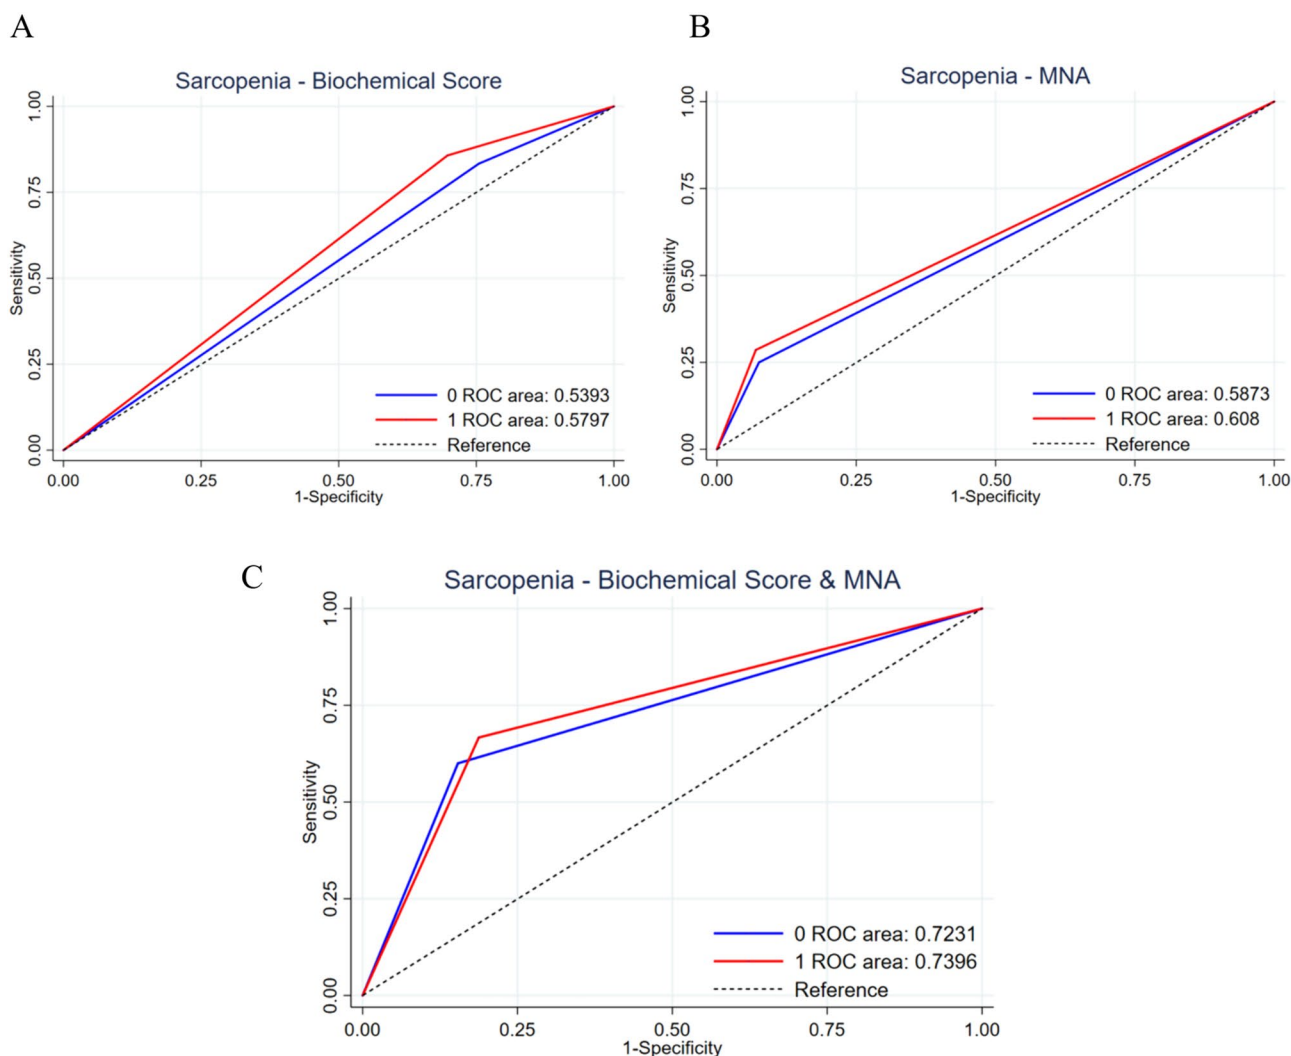 A
Sarcopenia - Biochemical Score
1.00
0.75
0.50
0.25
0.00
Sensitivity
0 ROC area: 0.5393
1 ROC area: 0.5797
Reference
0.00 0.25 0.50 0.75 1.00
1-Specificity
B
Sarcopenia - MNA
1.00
0.75
0.50
0.25
0.00
Sensitivity
0 ROC area: 0.5873
1 ROC area: 0.608
Reference
0.00 0.25 0.50 0.75 1.00
1-Specificity
C
Sarcopenia - Biochemical Score & MNA
1.00
0.75
0.50
0.25
0.00
Sensitivity
0 ROC area: 0.7231
1 ROC area: 0.7396
Reference
0.00 0.25 0.50 0.75 1.00
1-Specificity